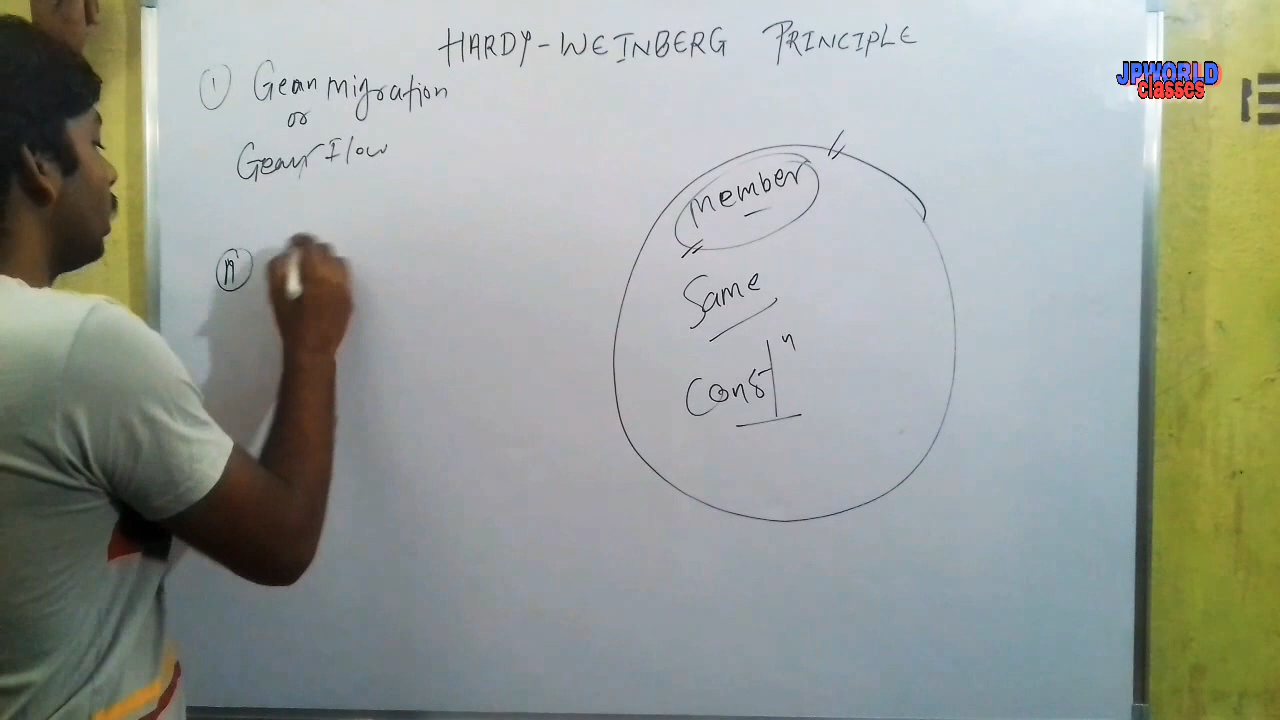 HARDY-WEINBERG PRINCIPLE
① Gean migration
or
Gean Flow
member
Same
Const^n
JPWORLD
classes